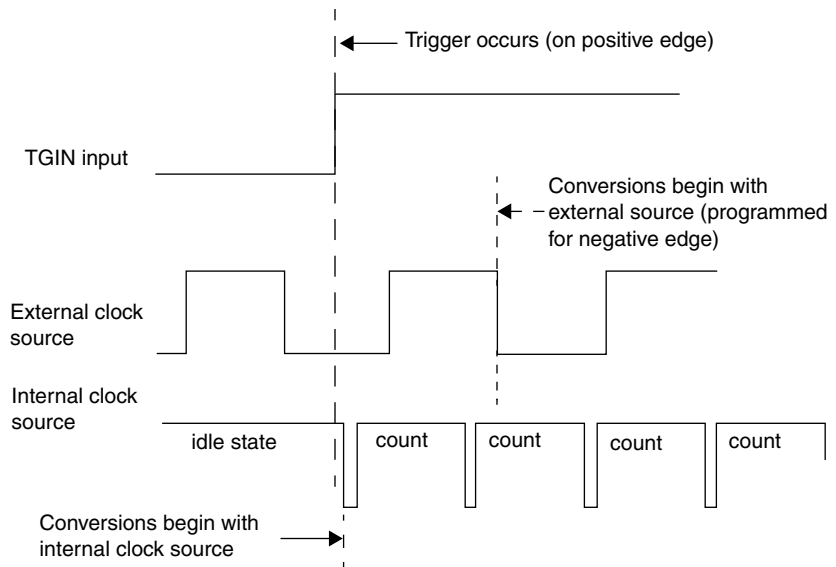 Trigger occurs (on positive edge)
TGIN input
Conversions begin with
external source (programmed
for negative edge)
External clock
source
Internal clock
source
idle state
count
count
count
count
Conversions begin with
internal clock source